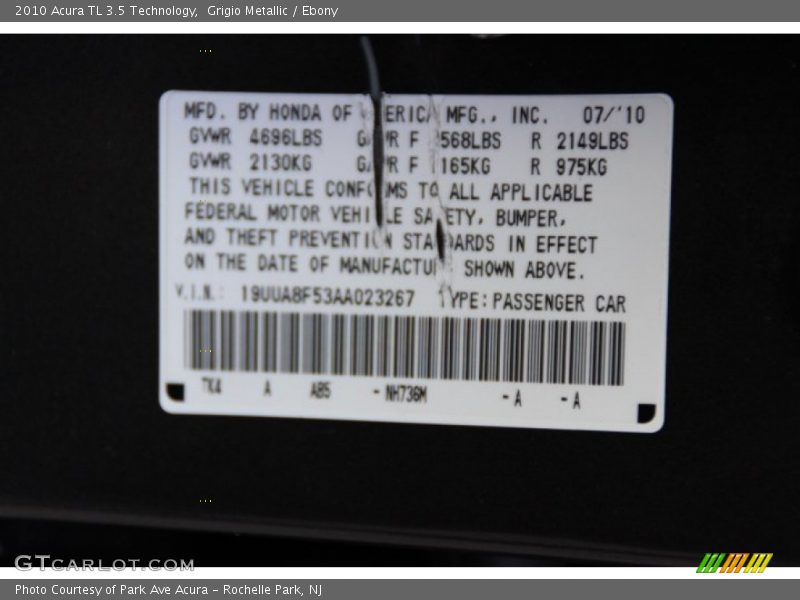 2010 Acura TL 3.5 Technology, Grigio Metallic / Ebony
MFD. BY HONDA OF AMERICA MFG., INC. 07/'10
GVWR 4696LBS GAWR F 2568LBS R 2149LBS
GVWR 2130KG GAWR F 1165KG R 975KG
THIS VEHICLE CONFORMS TO ALL APPLICABLE
FEDERAL MOTOR VEHICLE SAFETY, BUMPER,
AND THEFT PREVENTION STANDARDS IN EFFECT
ON THE DATE OF MANUFACTURE SHOWN ABOVE.
V.I.N.: 19UUA8F53AA023267 TYPE: PASSENGER CAR
TK4 A AB5 - NH736M - A - A
GTCARLOT.COM
Photo Courtesy of Park Ave Acura - Rochelle Park, NJ